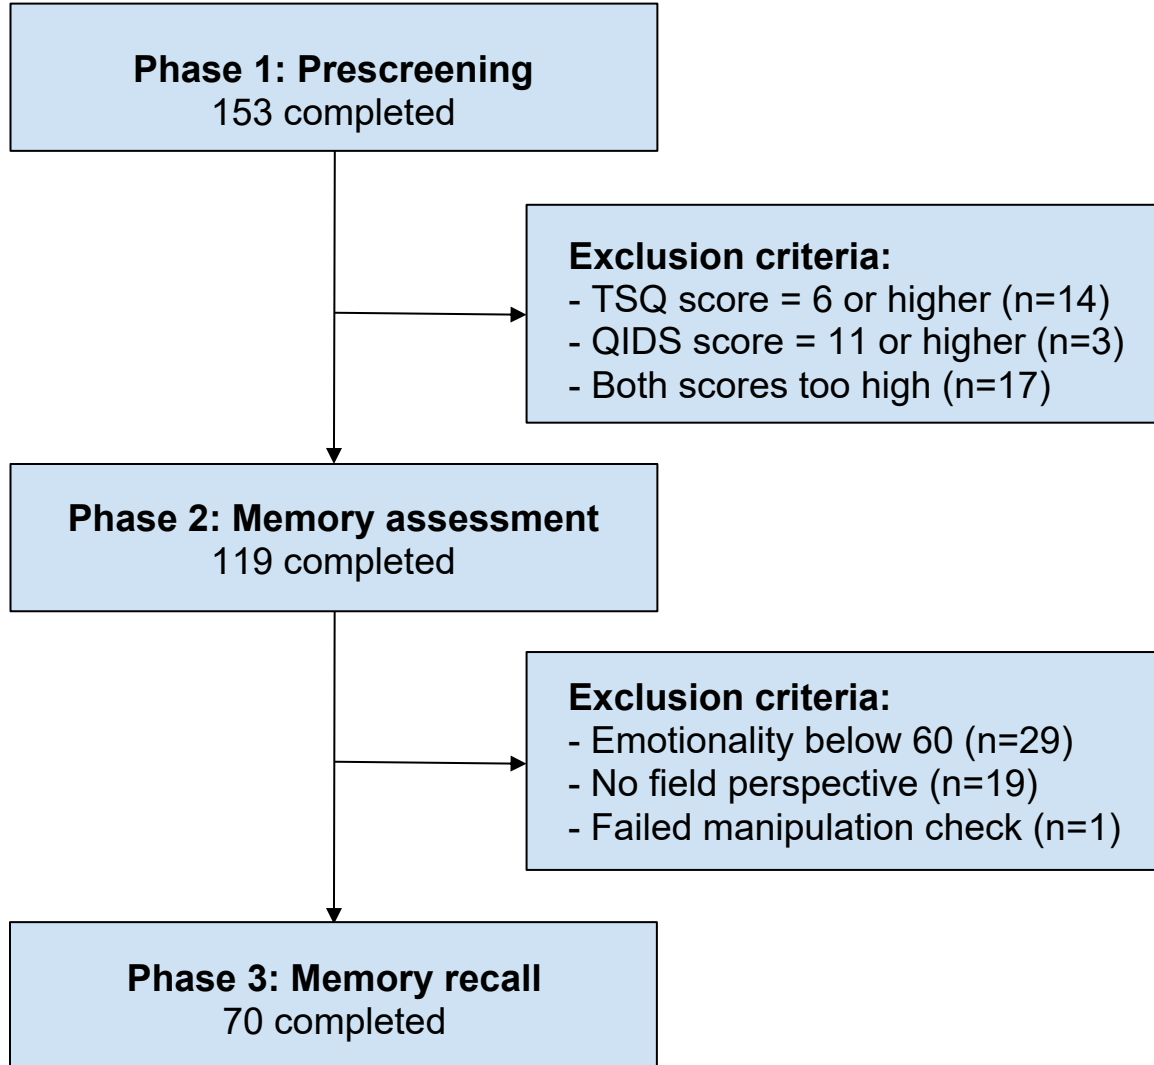 Phase 1: Prescreening
153 completed
Exclusion criteria:
- TSQ score = 6 or higher (n=14)
- QIDS score = 11 or higher (n=3)
- Both scores too high (n=17)
Phase 2: Memory assessment
119 completed
Exclusion criteria:
- Emotionality below 60 (n=29)
- No field perspective (n=19)
- Failed manipulation check (n=1)
Phase 3: Memory recall
70 completed